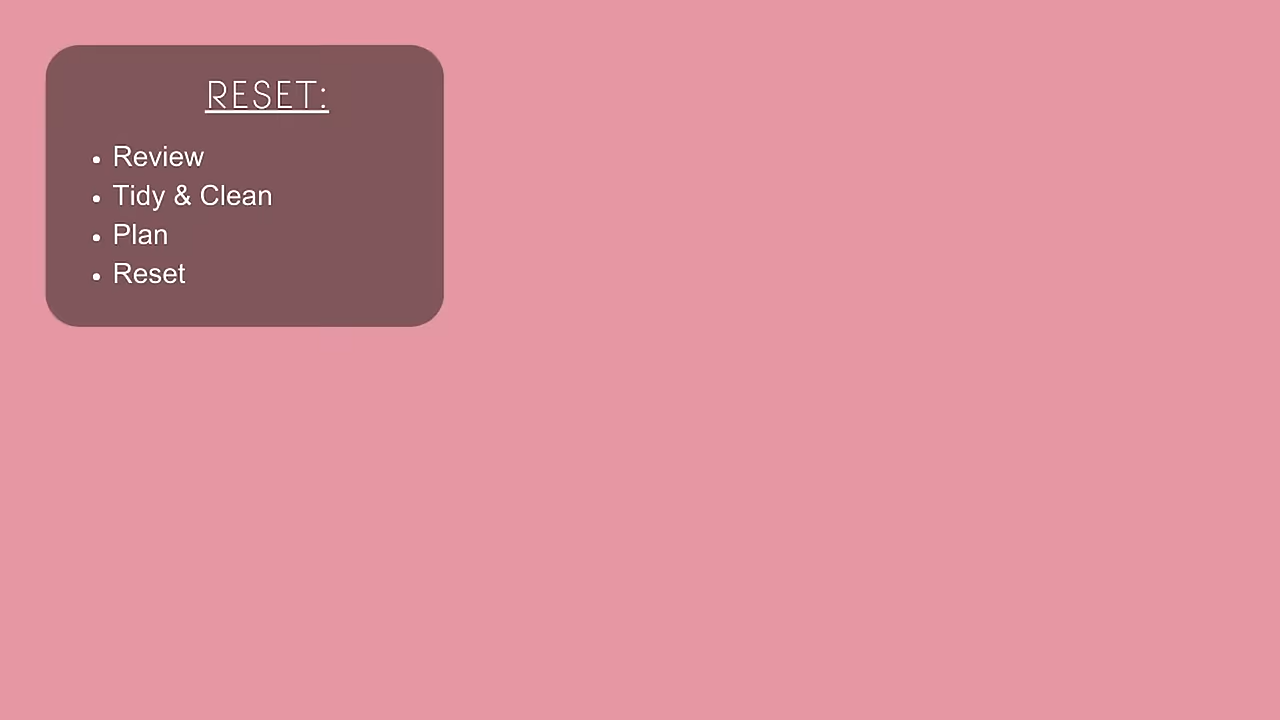 RESET:
• Review
• Tidy & Clean
• Plan
• Reset